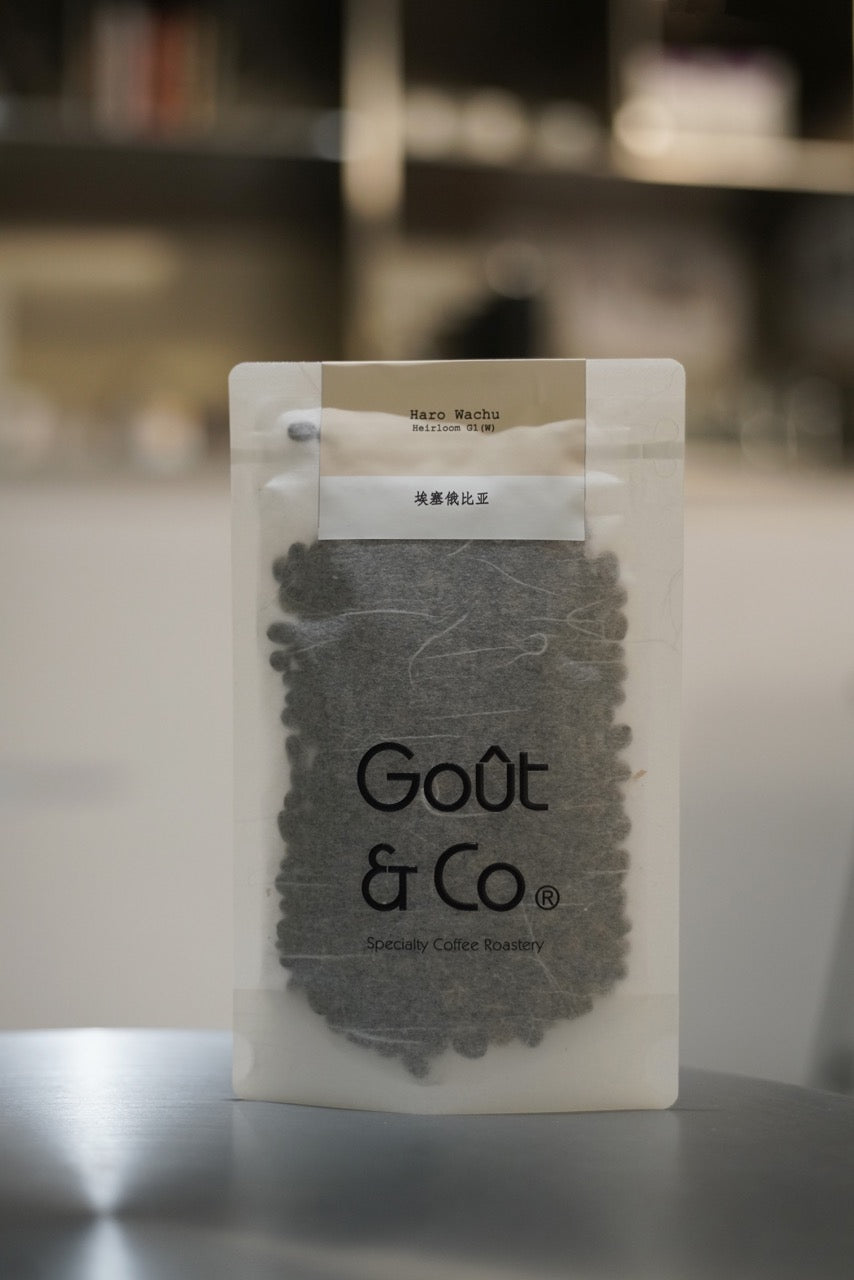 Haro Wachu
Heirloom G1(W)
埃塞俄比亚
Goût
& Co®
Specialty Coffee Roastery